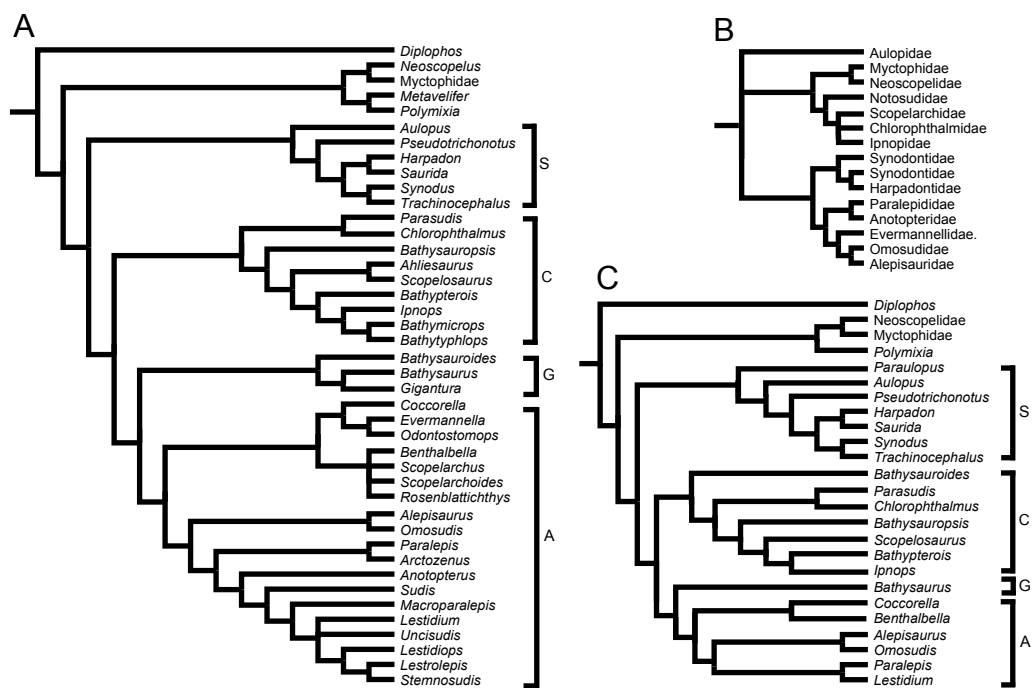 A
Diplophos
Neoscopelus
Myctophidae
Metavelifer
Polymixia
Aulopus
Pseudotrichonotus
Harpadon
Saurida
Synodus
Trachinocephalus
S
Parasudis
Chlorophthalmus
Bathysauropsis
Ahliesaurus
Scopelosaurus
Bathypterois
Ipnops
Bathymicrops
Bathytyphlops
C
Bathysauroides
Bathysaurus
Gigantura
G
Coccorella
Evermannella
Odontostomops
Benthalbella
Scopelarchus
Scopelarchoides
Rosenblattichthys
Alepisaurus
Omosudis
Paralepis
Arctozenus
Anotopterus
Sudis
Macroparalepis
Lestidium
Uncisudis
Lestidiops
Lestrolepis
Stemnosudis
A
B
Aulopidae
Myctophidae
Neoscopelidae
Notosudidae
Scopelarchidae
Chlorophthalmidae
Ipnopidae
Synodontidae
Synodontidae
Harpadontidae
Paralepididae
Anotopteridae
Evermannellidae.
Omosudidae
Alepisauridae
C
Diplophos
Neoscopelidae
Myctophidae
Polymixia
Paraulopus
Aulopus
Pseudotrichonotus
Harpadon
Saurida
Synodus
Trachinocephalus
S
Bathysauroides
Parasudis
Chlorophthalmus
Bathysauropsis
Scopelosaurus
Bathypterois
Ipnops
C
Bathysaurus
G
Coccorella
Benthalbella
Alepisaurus
Omosudis
Paralepis
Lestidium
A